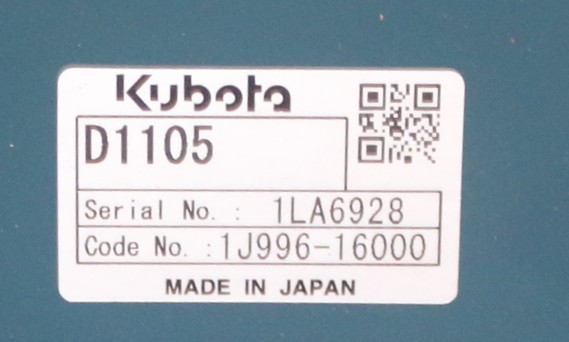 Kubota
D1105
Serial No. : 1LA6928
Code No. :1J996-16000
MADE IN JAPAN